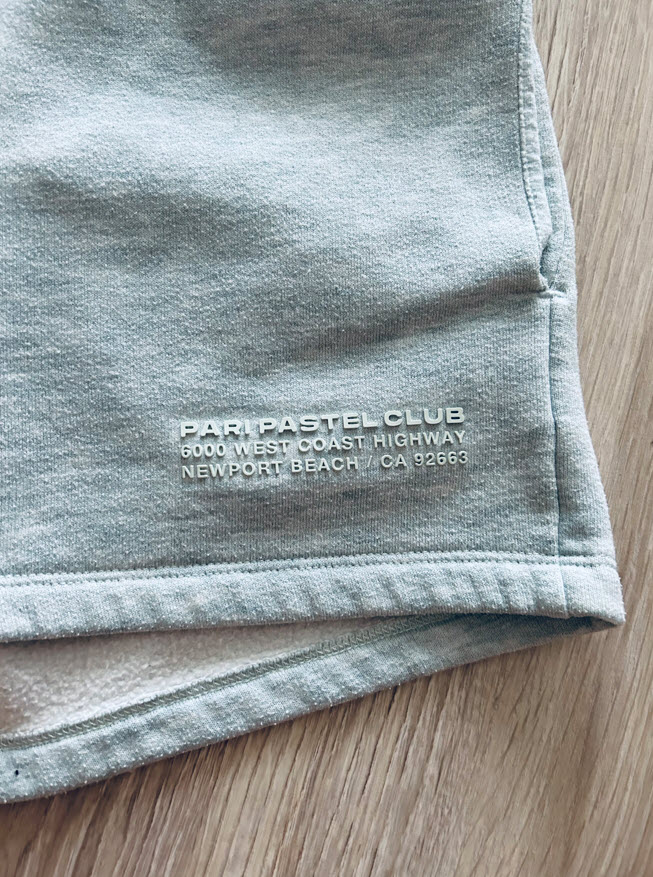 PARI PASTEL CLUB
6000 WEST COAST HIGHWAY
NEWPORT BEACH / CA 92663